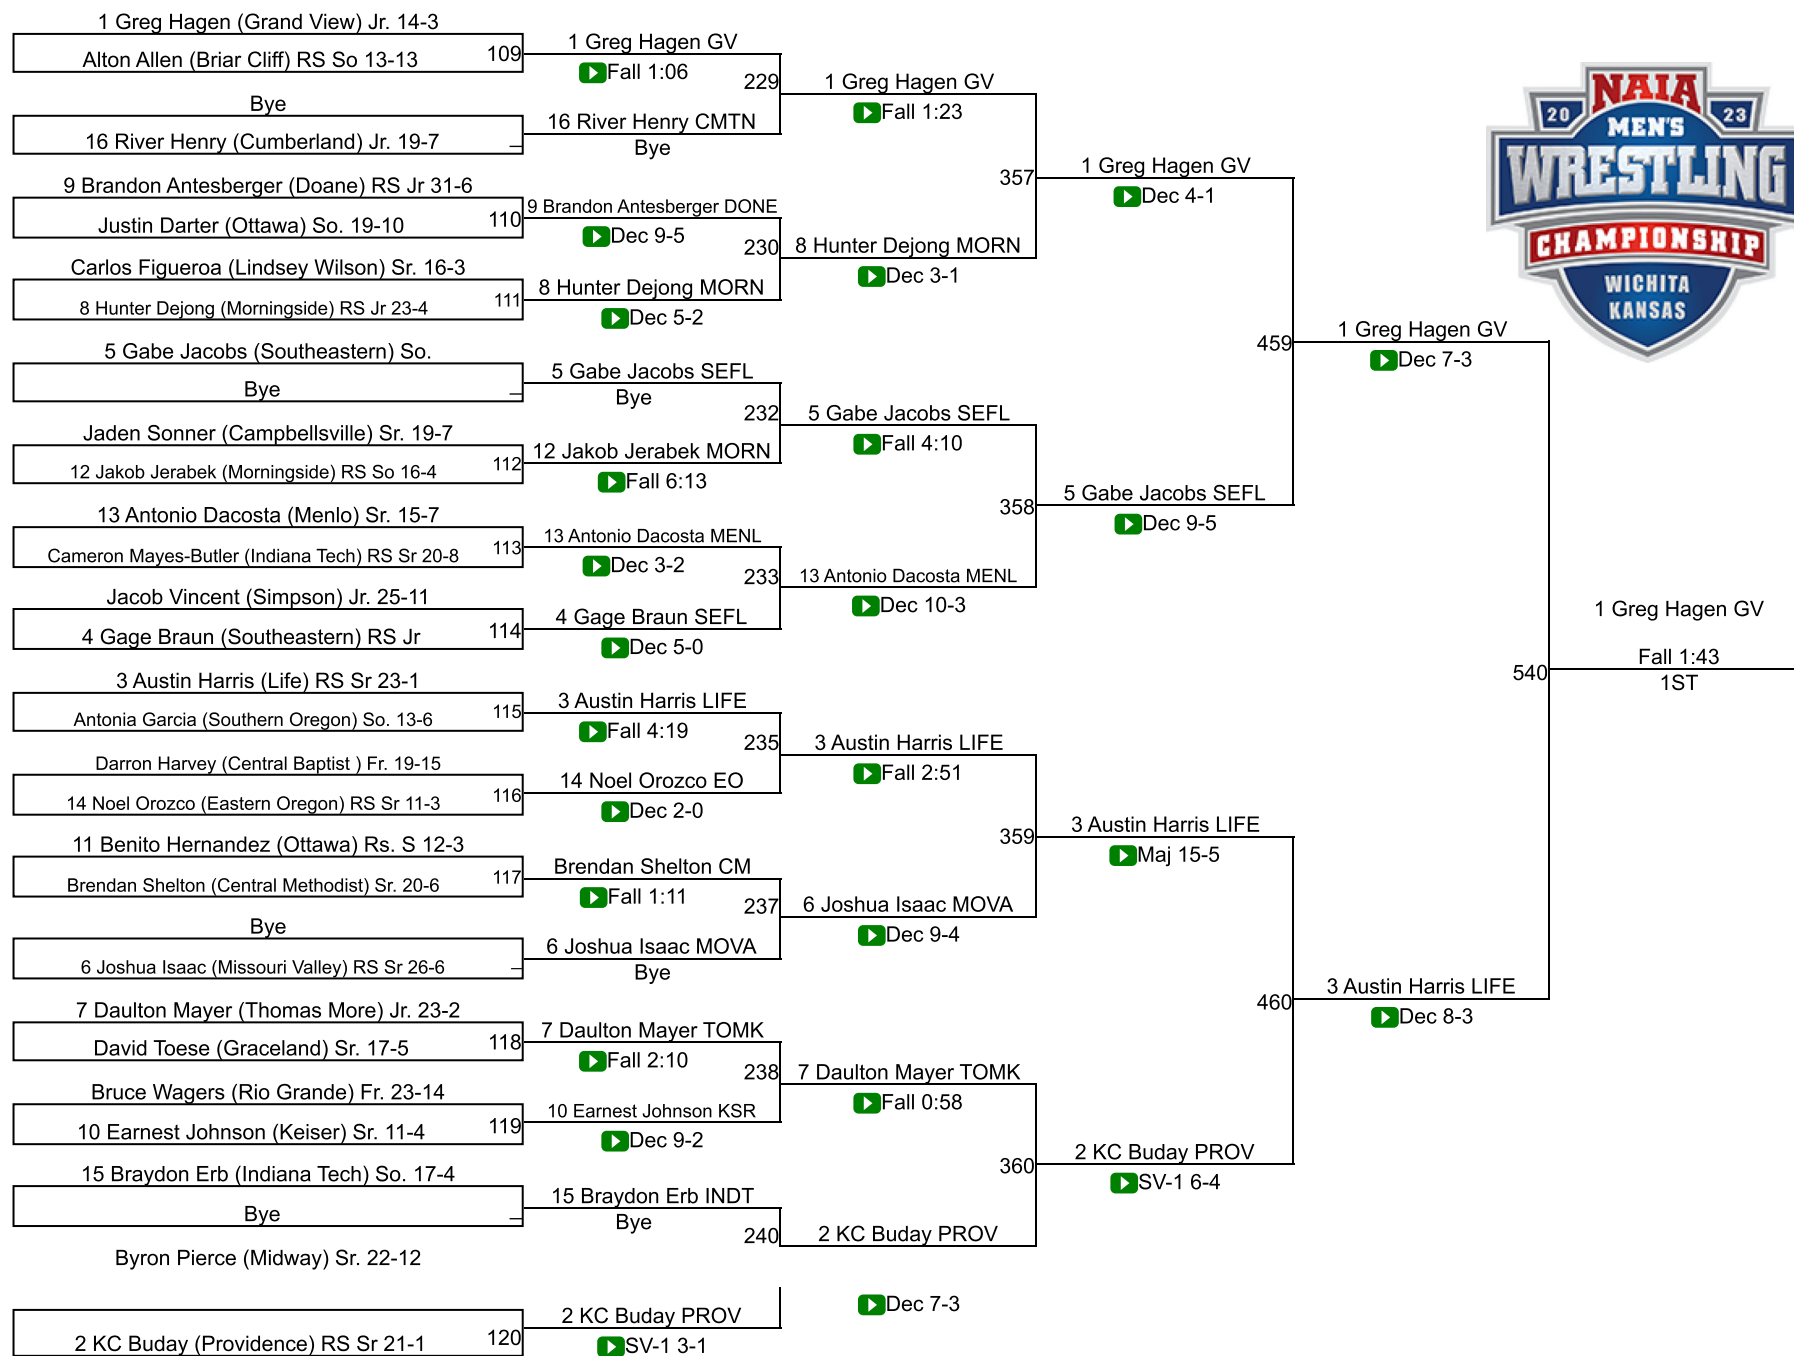 1 Greg Hagen (Grand View) Jr. 14-3
Alton Allen (Briar Cliff) RS So 13-13
109
Bye
16 River Henry (Cumberland) Jr. 19-7
9 Brandon Antesberger (Doane) RS Jr 31-6
Justin Darter (Ottawa) So. 19-10
110
Carlos Figueroa (Lindsey Wilson) Sr. 16-3
8 Hunter Dejong (Morningside) RS Jr 23-4
111
5 Gabe Jacobs (Southeastern) So.
Bye
Jaden Sonner (Campbellsville) Sr. 19-7
12 Jakob Jerabek (Morningside) RS So 16-4
112
13 Antonio Dacosta (Menlo) Sr. 15-7
Cameron Mayes-Butler (Indiana Tech) RS Sr 20-8
113
Jacob Vincent (Simpson) Jr. 25-11
4 Gage Braun (Southeastern) RS Jr
114
3 Austin Harris (Life) RS Sr 23-1
Antonia Garcia (Southern Oregon) So. 13-6
115
Darron Harvey (Central Baptist ) Fr. 19-15
14 Noel Orozco (Eastern Oregon) RS Sr 11-3
116
11 Benito Hernandez (Ottawa) Rs. S 12-3
Brendan Shelton (Central Methodist) Sr. 20-6
117
Bye
6 Joshua Isaac (Missouri Valley) RS Sr 26-6
7 Daulton Mayer (Thomas More) Jr. 23-2
David Toese (Graceland) Sr. 17-5
118
Bruce Wagers (Rio Grande) Fr. 23-14
10 Earnest Johnson (Keiser) Sr. 11-4
119
15 Braydon Erb (Indiana Tech) So. 17-4
Bye
Byron Pierce (Midway) Sr. 22-12
2 KC Buday (Providence) RS Sr 21-1
120
1 Greg Hagen GV
Fall 1:06
229
16 River Henry CMTN
Bye
9 Brandon Antesberger DONE
Dec 9-5
230
8 Hunter Dejong MORN
Dec 5-2
5 Gabe Jacobs SEFL
Bye
232
12 Jakob Jerabek MORN
Fall 6:13
13 Antonio Dacosta MENL
Dec 3-2
233
4 Gage Braun SEFL
Dec 5-0
3 Austin Harris LIFE
Fall 4:19
235
14 Noel Orozco EO
Dec 2-0
Brendan Shelton CM
Fall 1:11
237
6 Joshua Isaac MOVA
Bye
7 Daulton Mayer TOMK
Fall 2:10
238
10 Earnest Johnson KSR
Dec 9-2
15 Braydon Erb INDT
Bye
240
2 KC Buday PROV
SV-1 3-1
1 Greg Hagen GV
Fall 1:23
357
8 Hunter Dejong MORN
Dec 3-1
5 Gabe Jacobs SEFL
Fall 4:10
358
13 Antonio Dacosta MENL
Dec 10-3
3 Austin Harris LIFE
Fall 2:51
359
6 Joshua Isaac MOVA
Dec 9-4
7 Daulton Mayer TOMK
Fall 0:58
360
2 KC Buday PROV
Dec 7-3
1 Greg Hagen GV
Dec 4-1
459
5 Gabe Jacobs SEFL
Dec 9-5
3 Austin Harris LIFE
Maj 15-5
460
2 KC Buday PROV
SV-1 6-4
1 Greg Hagen GV
Dec 7-3
540
3 Austin Harris LIFE
Dec 8-3
1 Greg Hagen GV
Fall 1:43
1ST
NAIA
20 23
MEN'S
WRESTLING
CHAMPIONSHIP
WICHITA
KANSAS